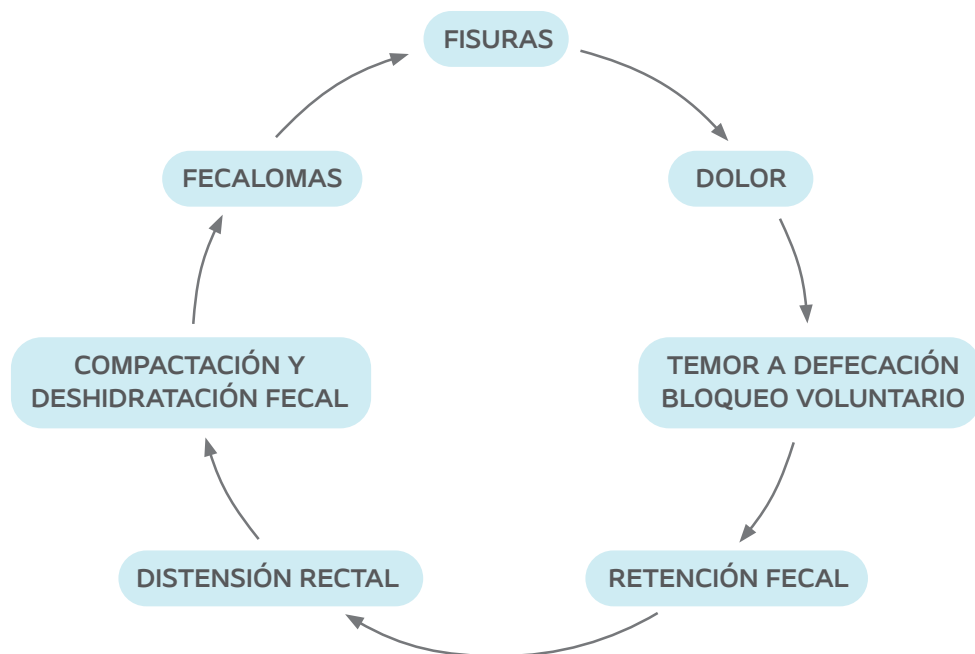 FISURAS
DOLOR
TEMOR A DEFECACIÓN
BLOQUEO VOLUNTARIO
RETENCIÓN FECAL
DISTENSIÓN RECTAL
COMPACTACIÓN Y
DESHIDRATACIÓN FECAL
FECALOMAS